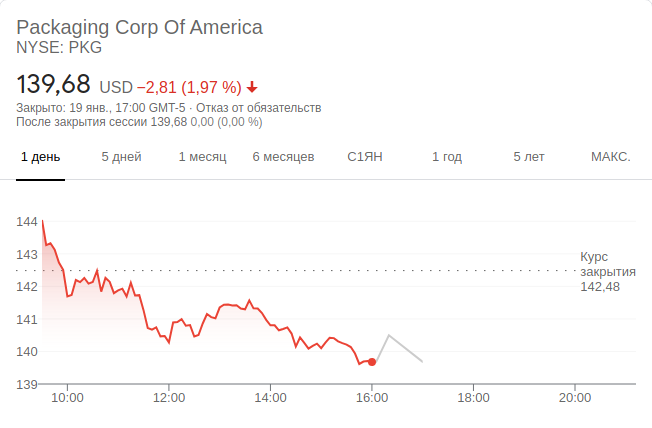 Packaging Corp Of America
NYSE: PKG
139,68 USD −2,81 (1,97 %)
Закрыто: 19 янв., 17:00 GMT-5 · Отказ от обязательств
После закрытия сессии 139,68 0,00 (0,00 %)
1 день 5 дней 1 месяц 6 месяцев С1ЯН 1 год 5 лет МАКС.
144
143
Курс
закрытия
142,48
142
141
140
139
10:00 12:00 14:00 16:00 18:00 20:00